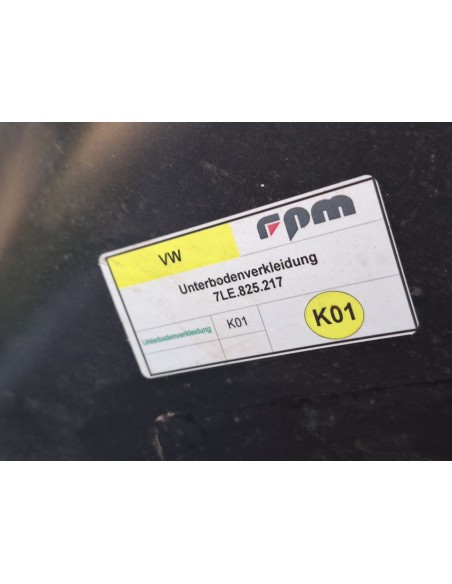 VW
rpm
Unterbodenverkleidung
7LE.825.217
Unterbodenverkleidung
K01
K01